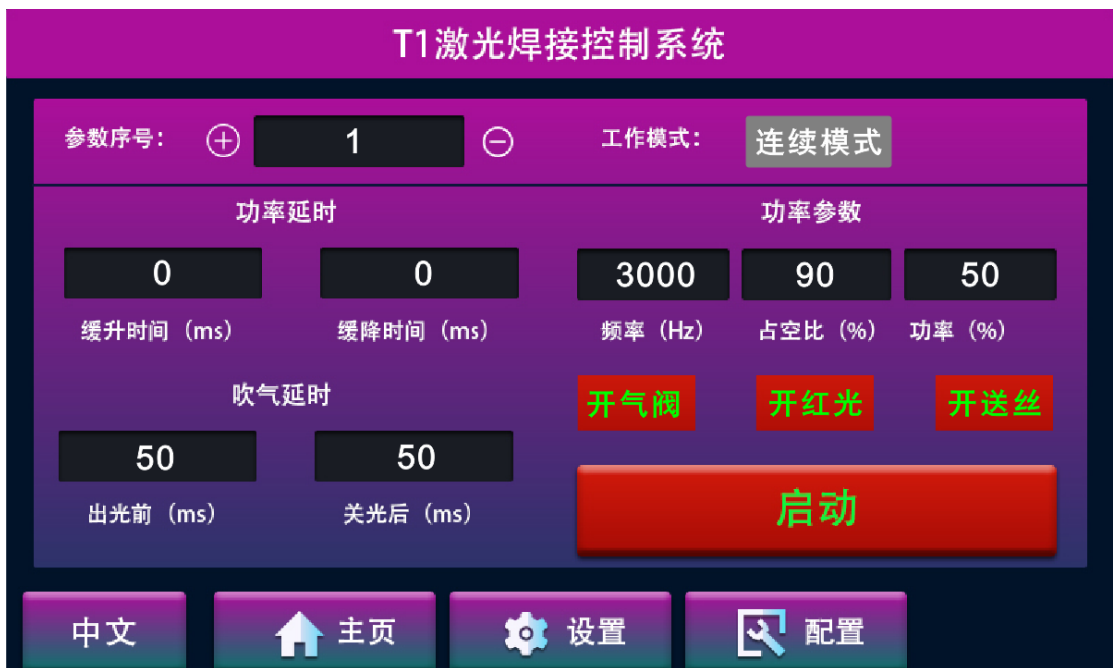 T1激光焊接控制系统
参数序号： 1 工作模式： 连续模式
功率延时 功率参数
0 0 3000 90 50
缓升时间（ms） 缓降时间（ms） 频率（Hz） 占空比（%） 功率（%）
吹气延时 开气阀 开红光 开送丝
50 50
出光前（ms） 关光后（ms） 启动
中文 主页 设置 配置